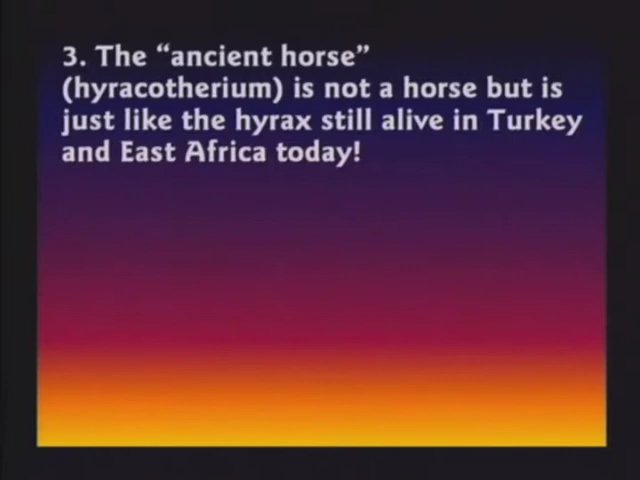 3. The “ancient horse”
(hyracotherium) is not a horse but is
just like the hyrax still alive in Turkey
and East Africa today!